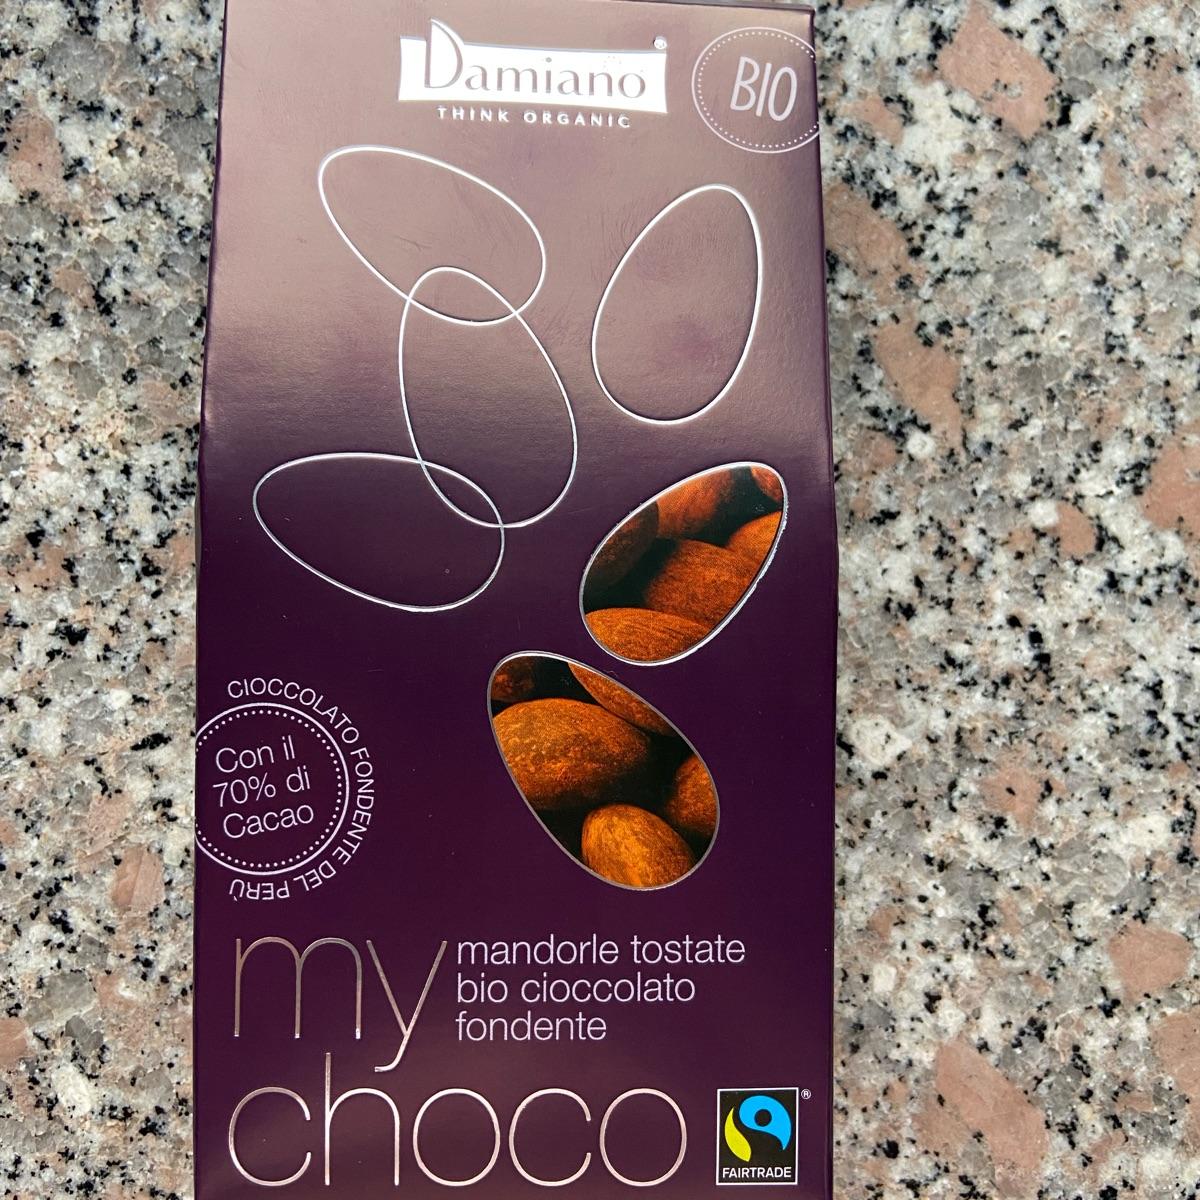 Damiano®
THINK ORGANIC
BIO
CIOCCOLATO FONDENTE DEL PERÙ
Con il
70% di
Cacao
my
mandorle tostate
bio cioccolato
fondente
choco
FAIRTRADE
®